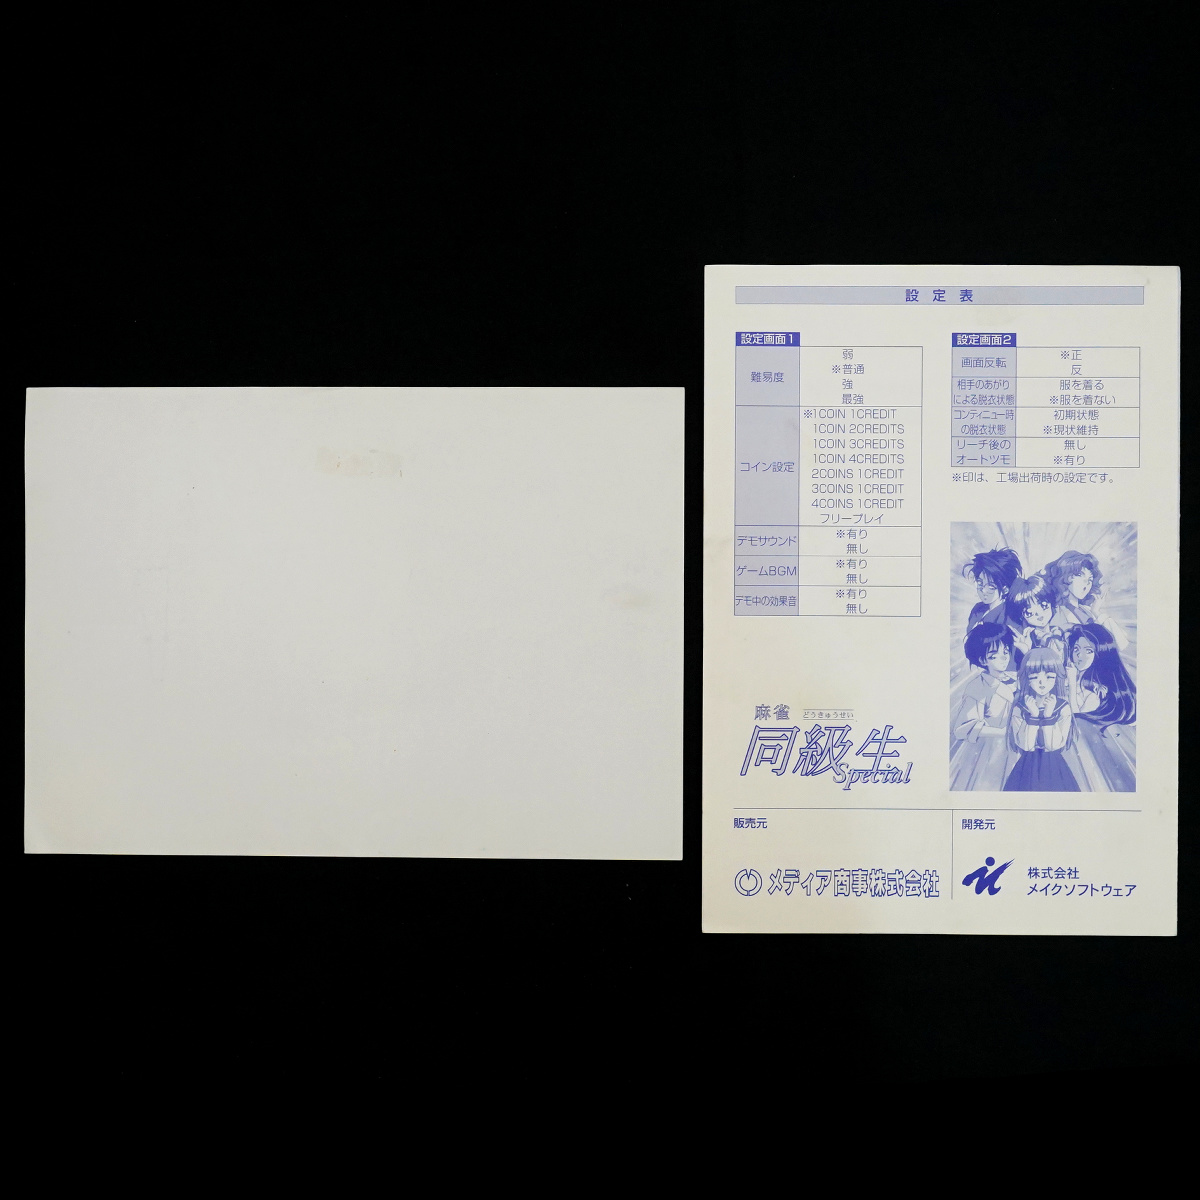 設定表
設定画面1
難易度
弱
※普通
強
最強
コイン設定
※1COIN 1CREDIT
1COIN 2CREDITS
1COIN 3CREDITS
1COIN 4CREDITS
2COINS 1CREDIT
3COINS 1CREDIT
4COINS 1CREDIT
フリープレイ
デモサウンド
※有り
無し
ゲームBGM
※有り
無し
デモ中の効果音
※有り
無し
設定画面2
画面反転
※正
反
相手のあがり
による脱衣状態
服を着る
※服を着ない
コンティニュー時
の脱衣状態
初期状態
※現状維持
リーチ後の
オートツモ
無し
※有り
※印は、工場出荷時の設定です。
麻雀
どうきゅうせい
同級生
Special
販売元
メディア商事株式会社
開発元
株式会社
メイクソフトウェア